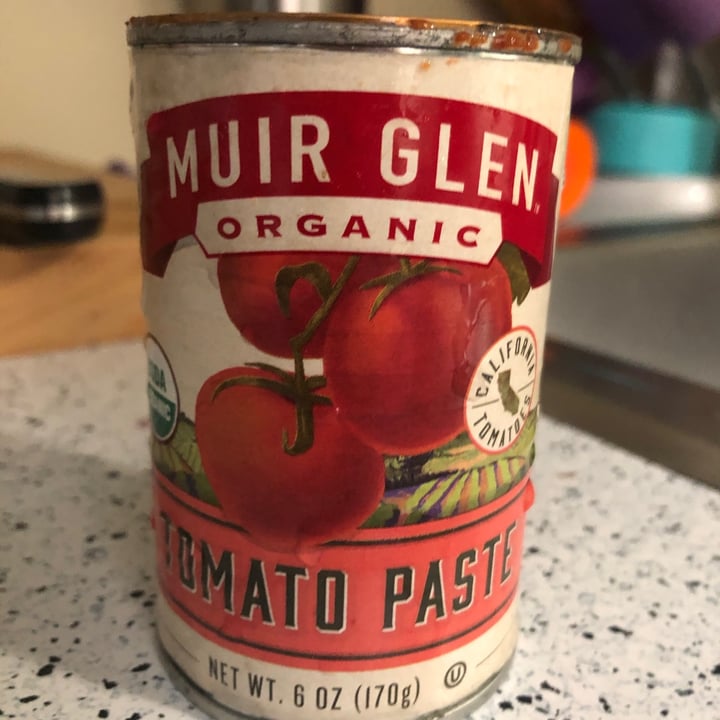 MUIR GLEN
ORGANIC
CALIFORNIA
TOMATOES
TOMATO PASTE
NET WT. 6 OZ (170g) U